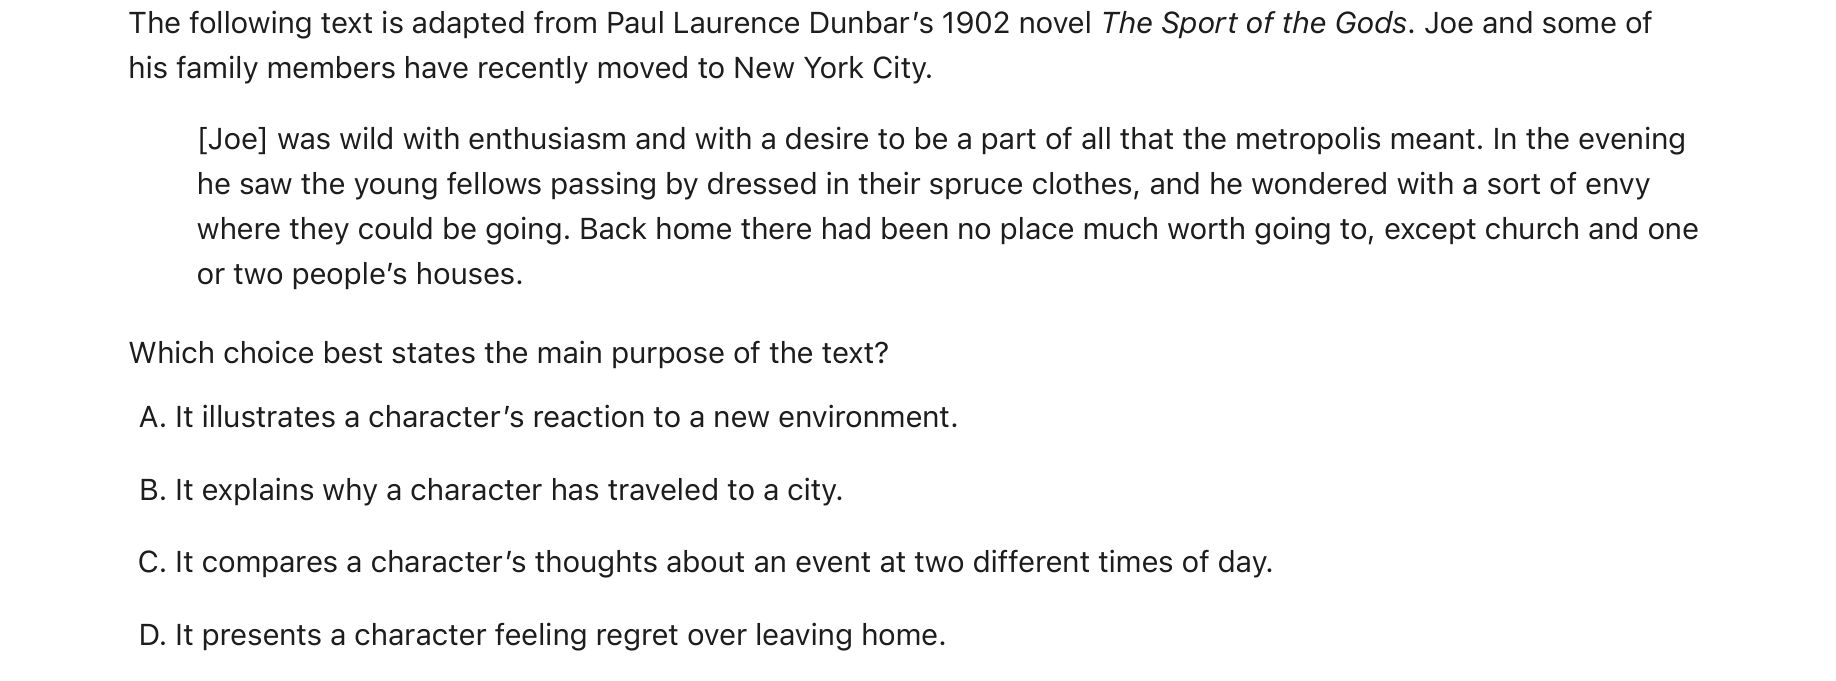 The following text is adapted from Paul Laurence Dunbar’s 1902 novel The Sport of the Gods. Joe and some of
his family members have recently moved to New York City.
[Joe] was wild with enthusiasm and with a desire to be a part of all that the metropolis meant. In the evening
he saw the young fellows passing by dressed in their spruce clothes, and he wondered with a sort of envy
where they could be going. Back home there had been no place much worth going to, except church and one
or two people’s houses.
Which choice best states the main purpose of the text?
A. It illustrates a character’s reaction to a new environment.
B. It explains why a character has traveled to a city.
C. It compares a character’s thoughts about an event at two different times of day.
D. It presents a character feeling regret over leaving home.